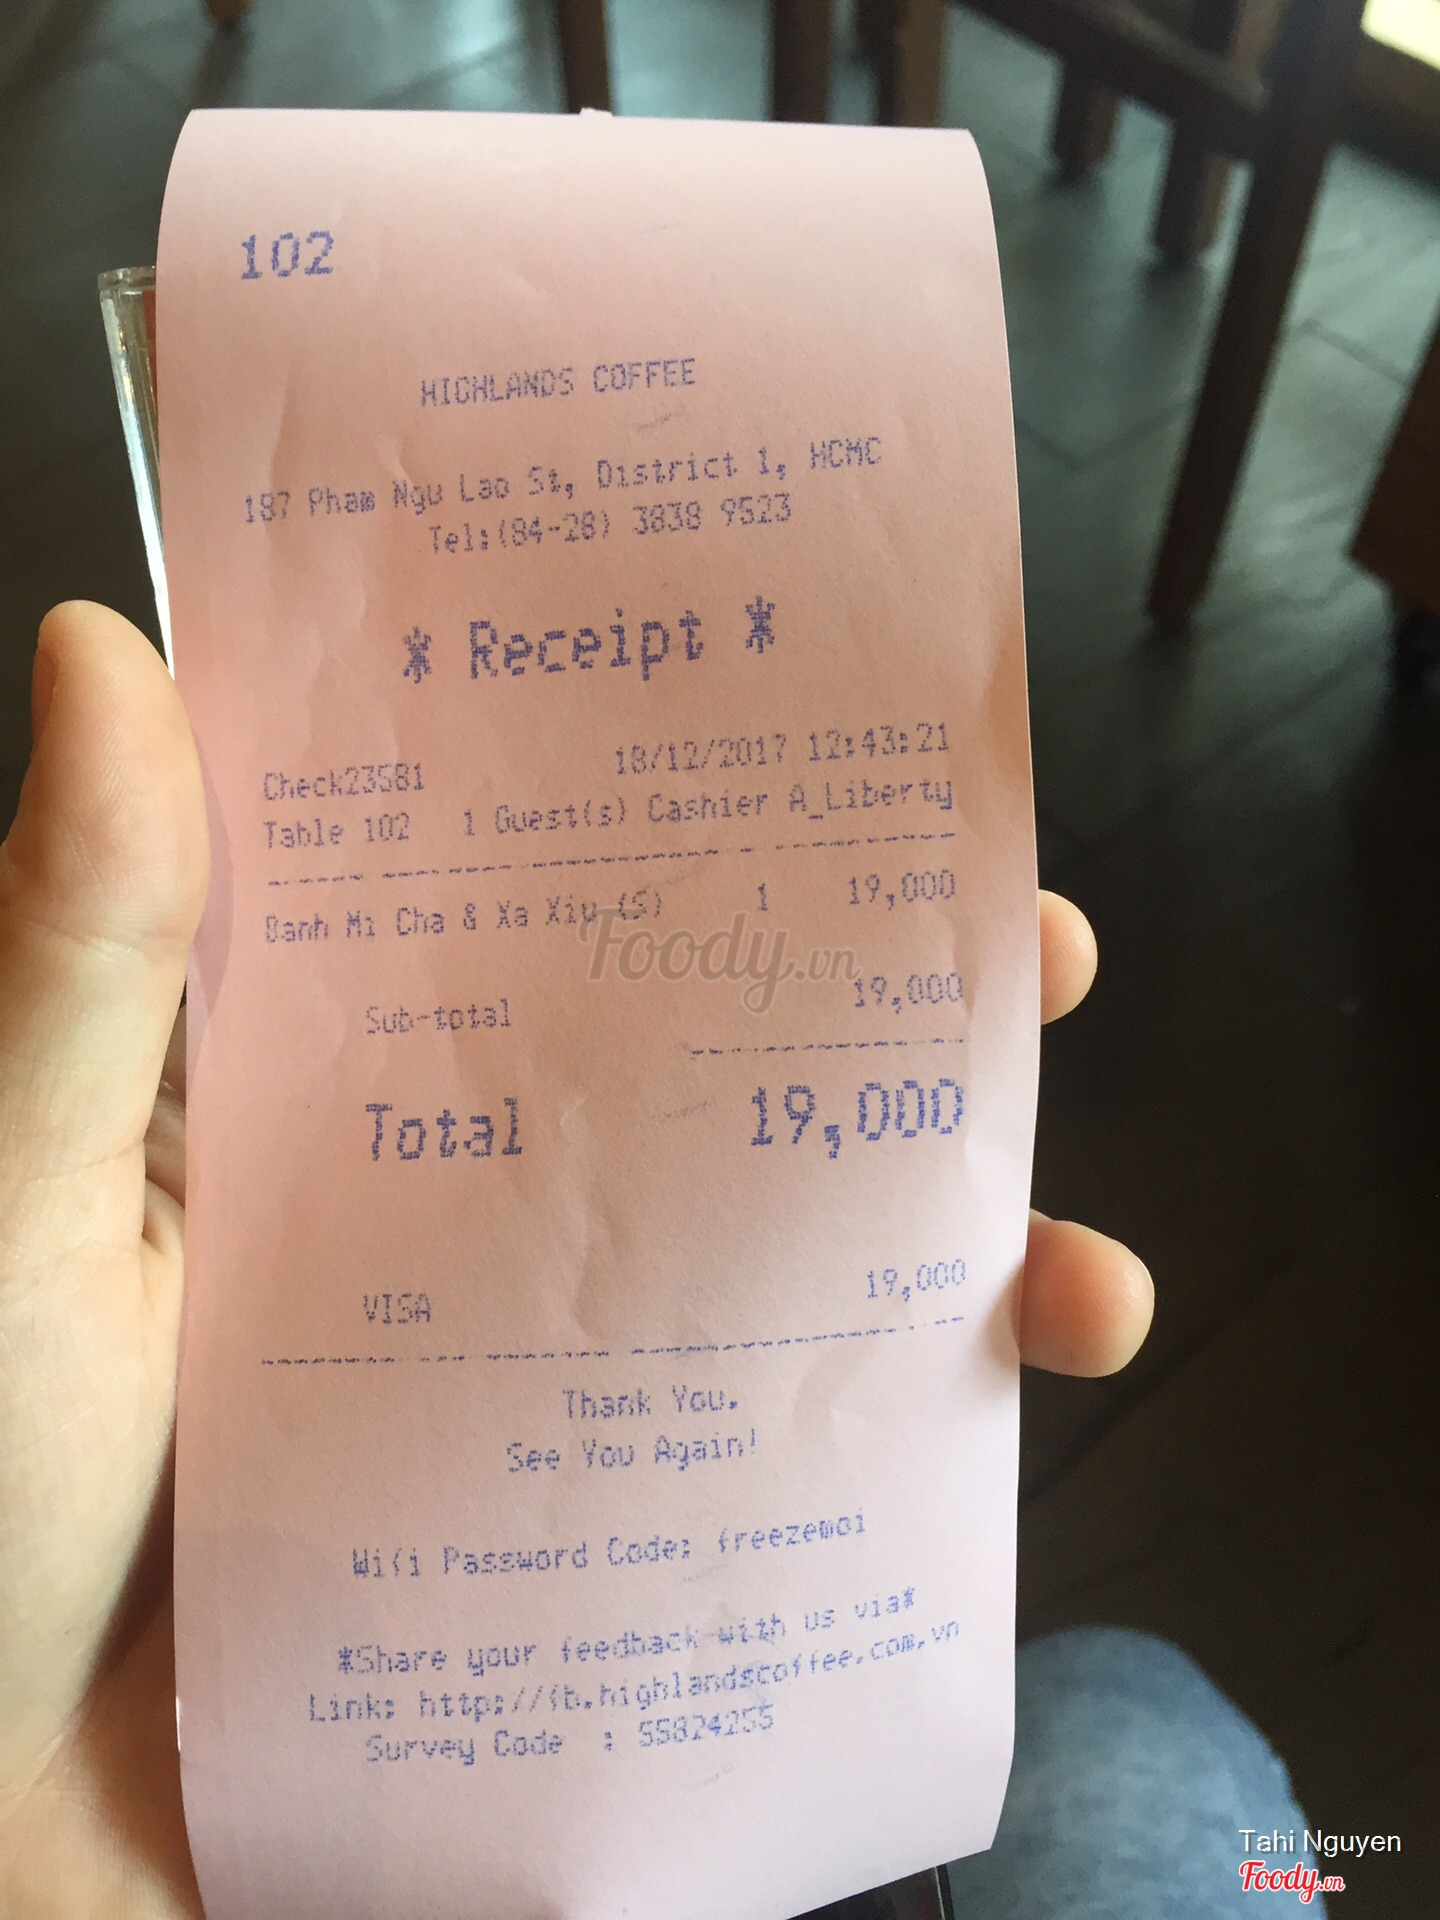 102
HIGHLANDS COFFEE
187 Pham Ngu Lao St, District 1, HCMC
Tel:(84-28) 3838 9523
* Receipt *
Check23581 18/12/2017 12:43:21
Table 102 1 Guest(s) Cashier A_Liberty
Banh Mi Cha & Xa Xiu (S) 1 19,000
Foody.vn
Sub-total 19,000
Total 19,000
VISA 19,000
Thank You.
See You Again!
Wifi Password Code: freezemoi
*Share your feedback with us via*
Link: http://fb.highlandscoffee.com.vn
Survey Code : 55824255
Tahi Nguyen
Foody.vn